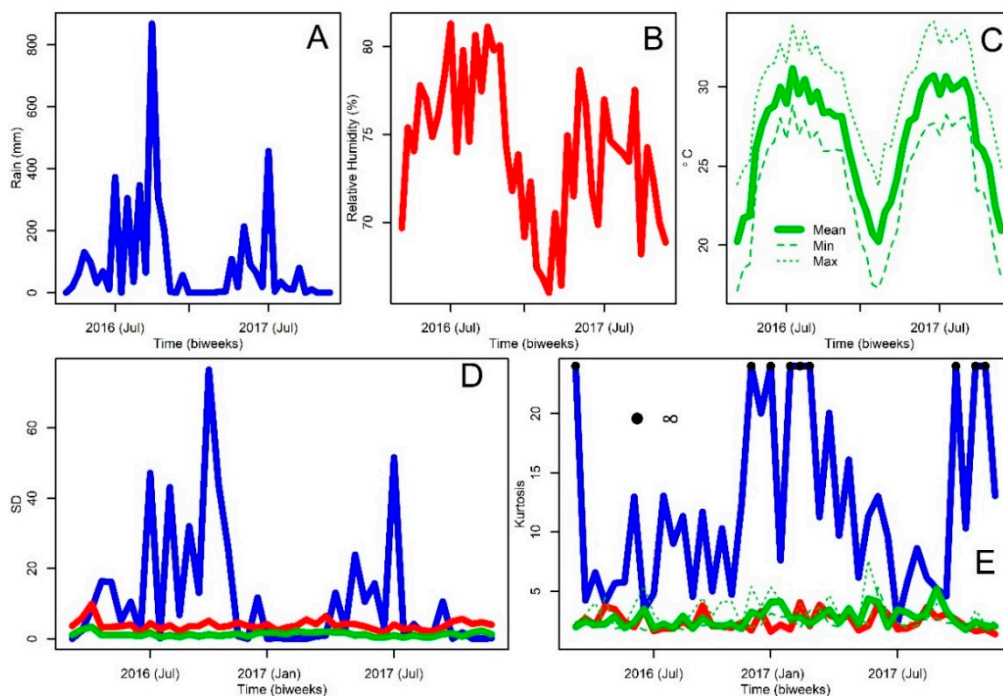 A
Rain (mm)
0 200 400 600 800
2016 (Jul) 2017 (Jul)
Time (biweeks)
B
Relative Humidity (%)
70 75 80
2016 (Jul) 2017 (Jul)
Time (biweeks)
C
°C
20 25 30
Mean
Min
Max
2016 (Jul) 2017 (Jul)
Time (biweeks)
D
SD
0 20 40 60
2016 (Jul) 2017 (Jan) 2017 (Jul)
Time (biweeks)
E
Kurtosis
5 10 15 20
∞
2016 (Jul) 2017 (Jan) 2017 (Jul)
Time (biweeks)